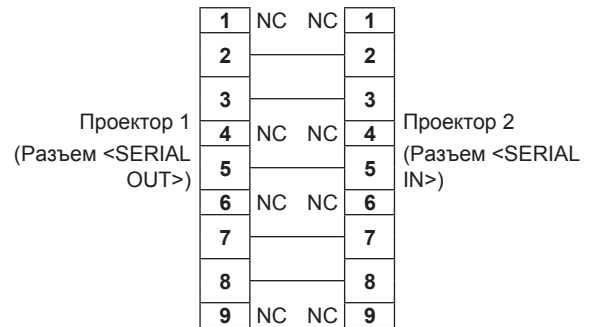 1 NC NC 1
2 2
3 3
Проектор 1
(Разъем <SERIAL
OUT>)
4 NC NC 4
Проектор 2
(Разъем <SERIAL
IN>)
5 5
6 NC NC 6
7 7
8 8
9 NC NC 9